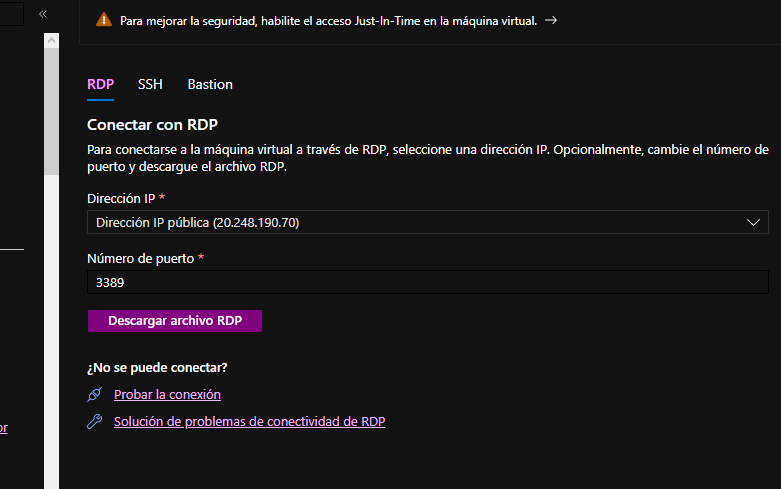 «
Para mejorar la seguridad, habilite el acceso Just-In-Time en la máquina virtual. →
RDP SSH Bastion
Conectar con RDP
Para conectarse a la máquina virtual a través de RDP, seleccione una dirección IP. Opcionalmente, cambie el número de
puerto y descargue el archivo RDP.
Dirección IP *
Dirección IP pública (20.248.190.70)
Número de puerto *
3389
Descargar archivo RDP
¿No se puede conectar?
Probar la conexión
Solución de problemas de conectividad de RDP
or